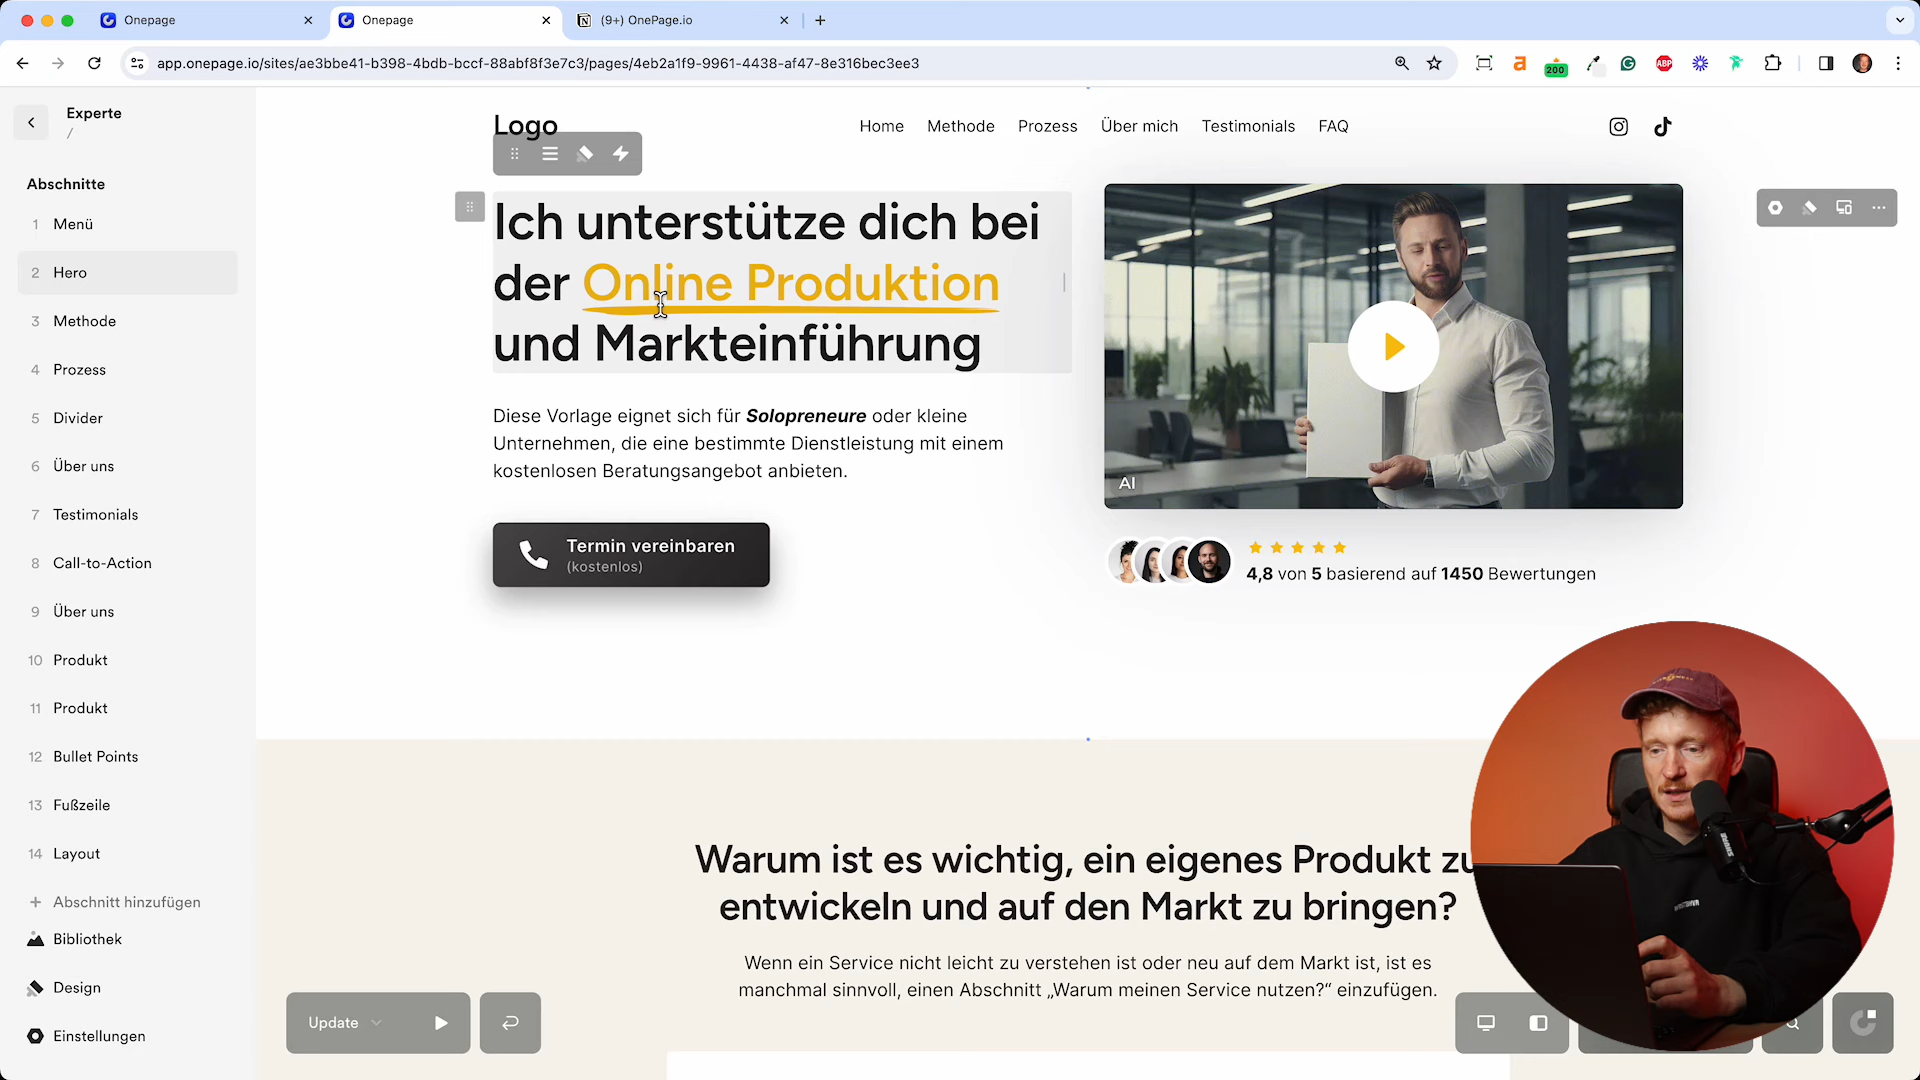 Onepage
Onepage
(9+) OnePage.io
app.onepage.io/sites/ae3bbe41-b398-4bdb-bccf-88abf8f3e7c3/pages/4eb2a1f9-9961-4438-af47-8e316bec3ee3
200
ABP
Experte
/
Abschnitte
1 Menü
2 Hero
3 Methode
4 Prozess
5 Divider
6 Über uns
7 Testimonials
8 Call-to-Action
9 Über uns
10 Produkt
11 Produkt
12 Bullet Points
13 Fußzeile
14 Layout
+ Abschnitt hinzufügen
Bibliothek
Design
Einstellungen
Logo
Home Methode Prozess Über mich Testimonials FAQ
Ich unterstütze dich bei
der Online Produktion
und Markteinführung
Diese Vorlage eignet sich für Solopreneure oder kleine
Unternehmen, die eine bestimmte Dienstleistung mit einem
kostenlosen Beratungsangebot anbieten.
Termin vereinbaren
(kostenlos)
AI
4,8 von 5 basierend auf 1450 Bewertungen
Warum ist es wichtig, ein eigenes Produkt zu
entwickeln und auf den Markt zu bringen?
Wenn ein Service nicht leicht zu verstehen ist oder neu auf dem Markt ist, ist es
manchmal sinnvoll, einen Abschnitt „Warum meinen Service nutzen?“ einzufügen.
Update